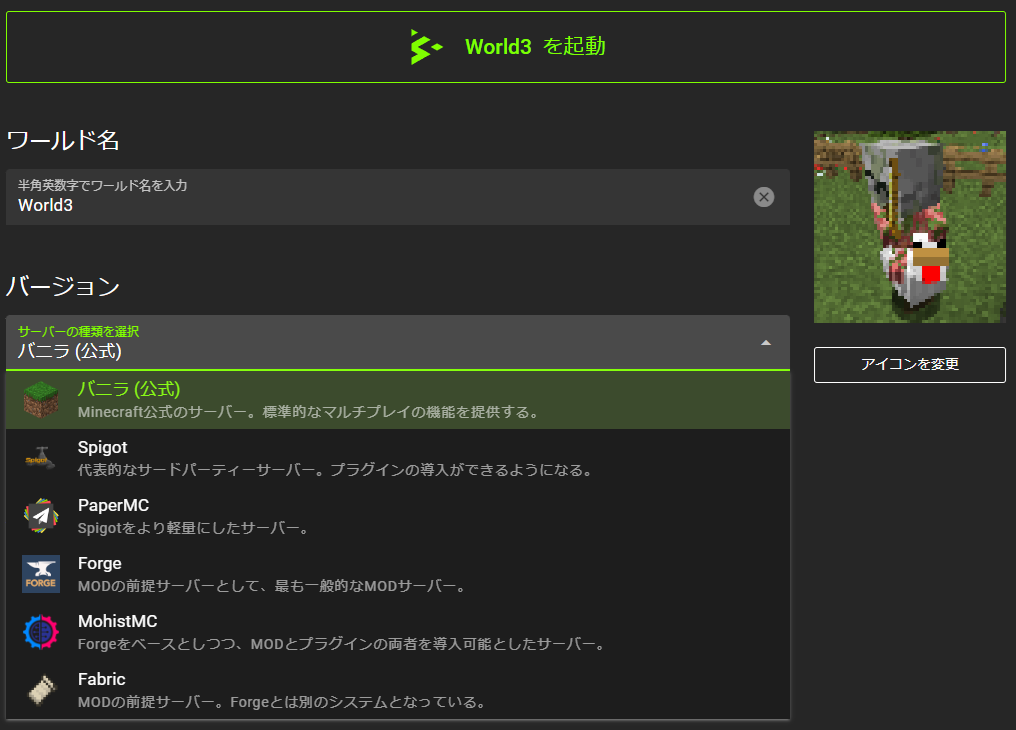 World3 を起動
ワールド名
半角英数字でワールド名を入力
World3
バージョン
サーバーの種類を選択
バニラ (公式)
アイコンを変更
バニラ (公式)
Minecraft公式のサーバー。標準的なマルチプレイの機能を提供する。
Spigot
Spigot
代表的なサードパーティーサーバー。プラグインの導入ができるようになる。
PaperMC
Spigotをより軽量にしたサーバー。
FORGE
Forge
MODの前提サーバーとして、最も一般的なMODサーバー。
MohistMC
Forgeをベースとしつつ、MODとプラグインの両者を導入可能としたサーバー。
Fabric
MODの前提サーバー。Forgeとは別のシステムとなっている。